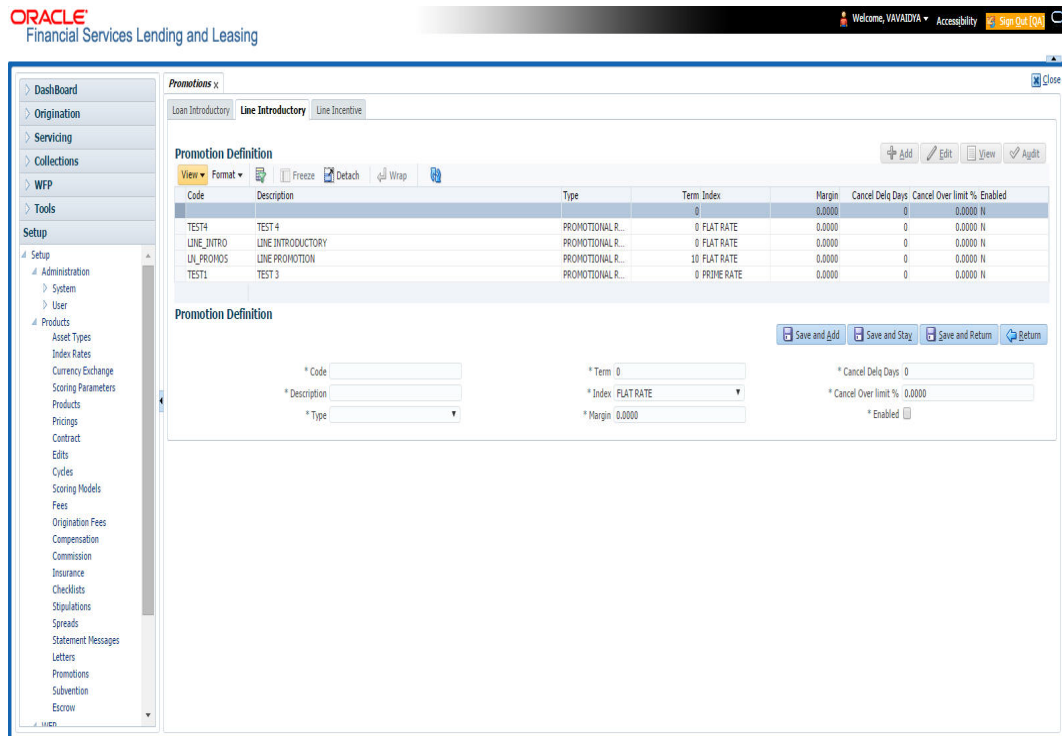 ORACLE
Financial Services Lending and Leasing
Welcome, VAVAIDYA Accessibility Sign Out [QA]
Close
DashBoard
Origination
Servicing
Collections
WFP
Tools
Setup
Setup
Administration
System
User
Products
Asset Types
Index Rates
Currency Exchange
Scoring Parameters
Products
Pricings
Contract
Edits
Cycles
Scoring Models
Fees
Origination Fees
Compensation
Commission
Insurance
Checklists
Stipulations
Spreads
Statement Messages
Letters
Promotions
Subvention
Escrow
WFP
Promotions x
Loan Introductory Line Introductory Line Incentive
Promotion Definition
Add Edit View Audit
View Format Freeze Detach Wrap
Code Description Type Term Index Margin Cancel Delq Days Cancel Over limit % Enabled
0 0.0000 0 0.0000 N
TEST4 TEST 4 PROMOTIONAL R... 0 FLAT RATE 0.0000 0 0.0000 N
LINE_INTRO LINE INTRODUCTORY PROMOTIONAL R... 0 FLAT RATE 0.0000 0 0.0000 N
LN_PROMOS LINE PROMOTION PROMOTIONAL R... 10 FLAT RATE 0.0000 0 0.0000 N
TEST1 TEST 3 PROMOTIONAL R... 0 PRIME RATE 0.0000 0 0.0000 N
Promotion Definition
Save and Add Save and Stay Save and Return Return
* Code * Term 0 * Cancel Delq Days 0
* Description * Index FLAT RATE * Cancel Over limit % 0.0000
* Type * Margin 0.0000 * Enabled